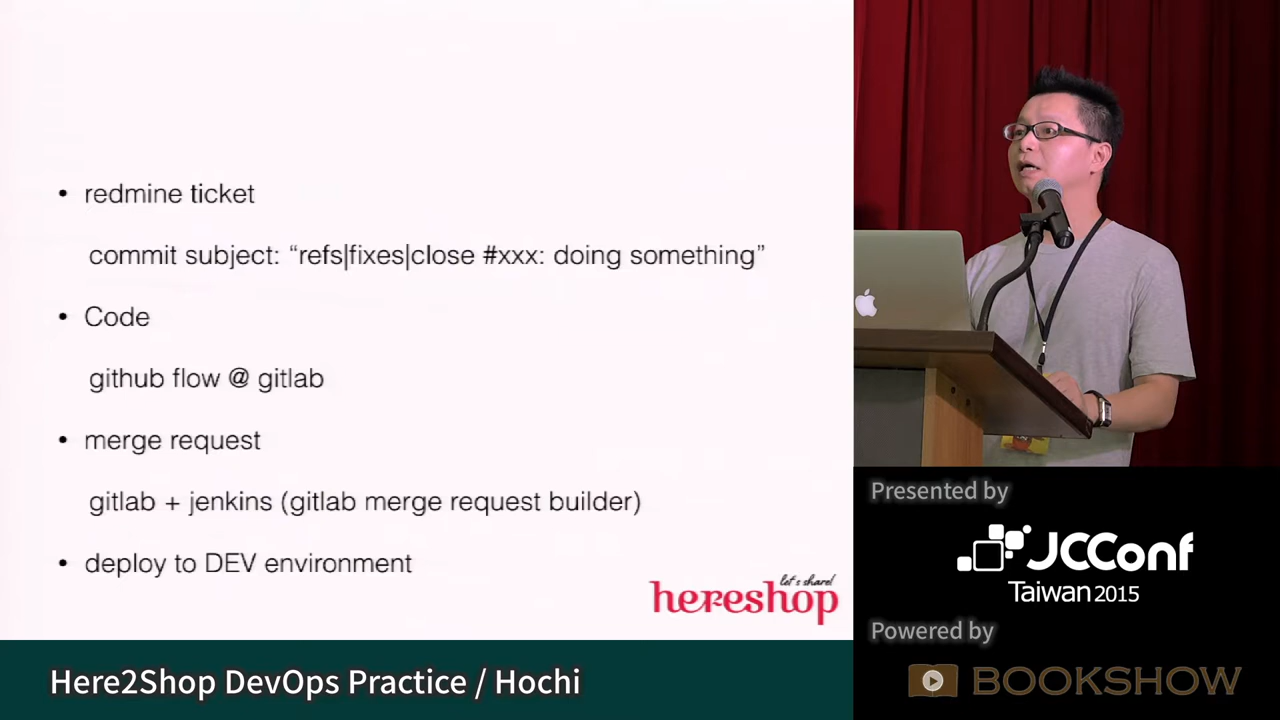 • redmine ticket
commit subject: “refs|fixes|close #xxx: doing something”
• Code
github flow @ gitlab
• merge request
gitlab + jenkins (gitlab merge request builder)
• deploy to DEV environment
let's share!
hereshop
Here2Shop DevOps Practice / Hochi
Presented by
JCConf
Taiwan 2015
Powered by
BOOKSHOW